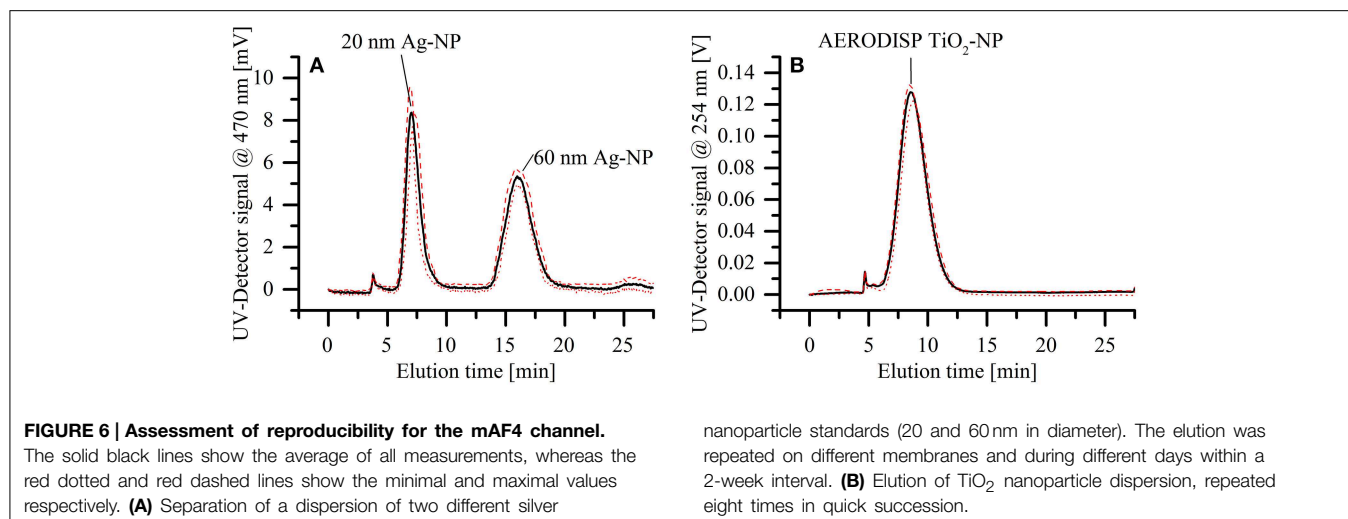 20 nm Ag-NP
A
60 nm Ag-NP
UV-Detector signal @ 470 nm [mV]
10
8
6
4
2
0
0 5 10 15 20 25
Elution time [min]
AERODISP TiO₂-NP
B
UV-Detector signal @ 254 nm [V]
0.14
0.12
0.10
0.08
0.06
0.04
0.02
0.00
0 5 10 15 20 25
Elution time [min]
FIGURE 6 | Assessment of reproducibility for the mAF4 channel.
The solid black lines show the average of all measurements, whereas the
red dotted and red dashed lines show the minimal and maximal values
respectively. (A) Separation of a dispersion of two different silver
nanoparticle standards (20 and 60 nm in diameter). The elution was
repeated on different membranes and during different days within a
2-week interval. (B) Elution of TiO₂ nanoparticle dispersion, repeated
eight times in quick succession.